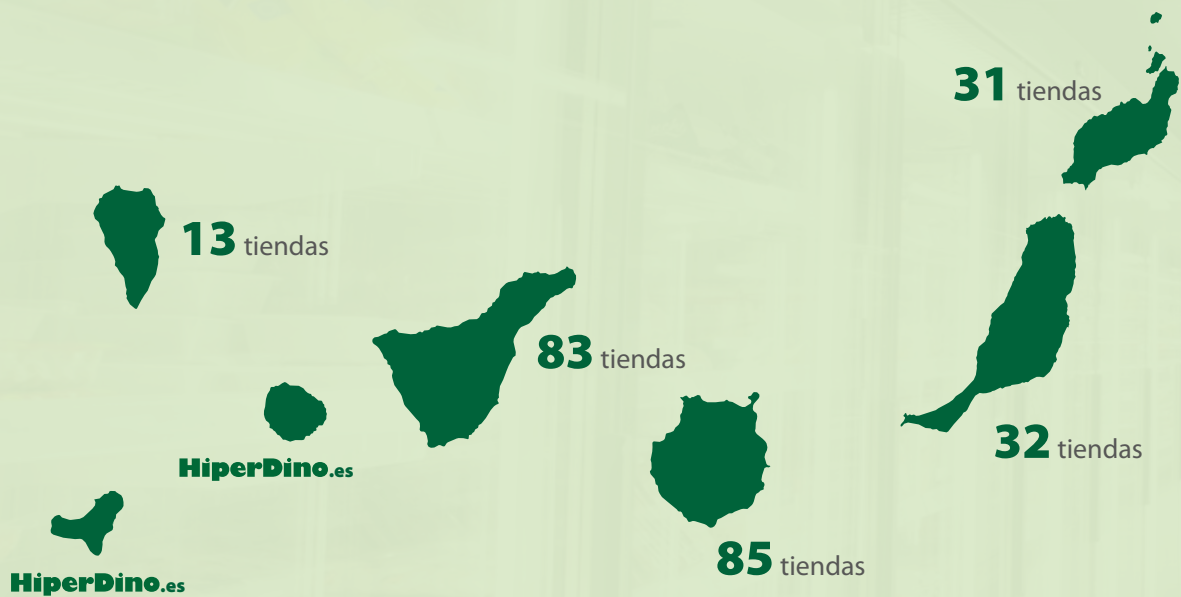 31 tiendas
13 tiendas
83 tiendas
32 tiendas
HiperDino.es
85 tiendas
HiperDino.es